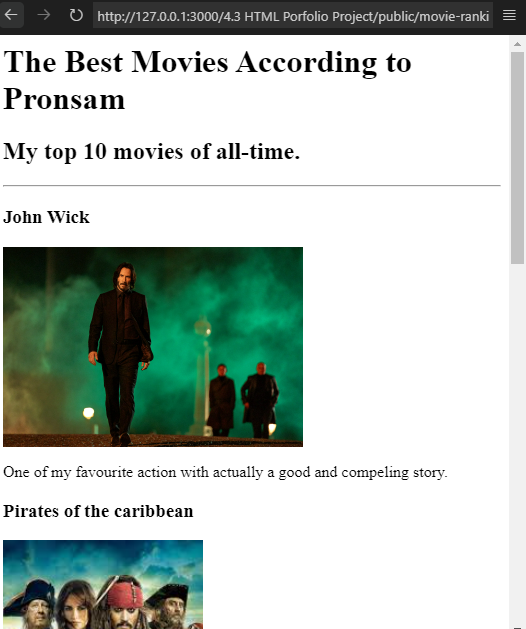 http://127.0.0.1:3000/4.3 HTML Porfolio Project/public/movie-ranki
The Best Movies According to
Pronsam
My top 10 movies of all-time.
John Wick
One of my favourite action with actually a good and compeling story.
Pirates of the caribbean